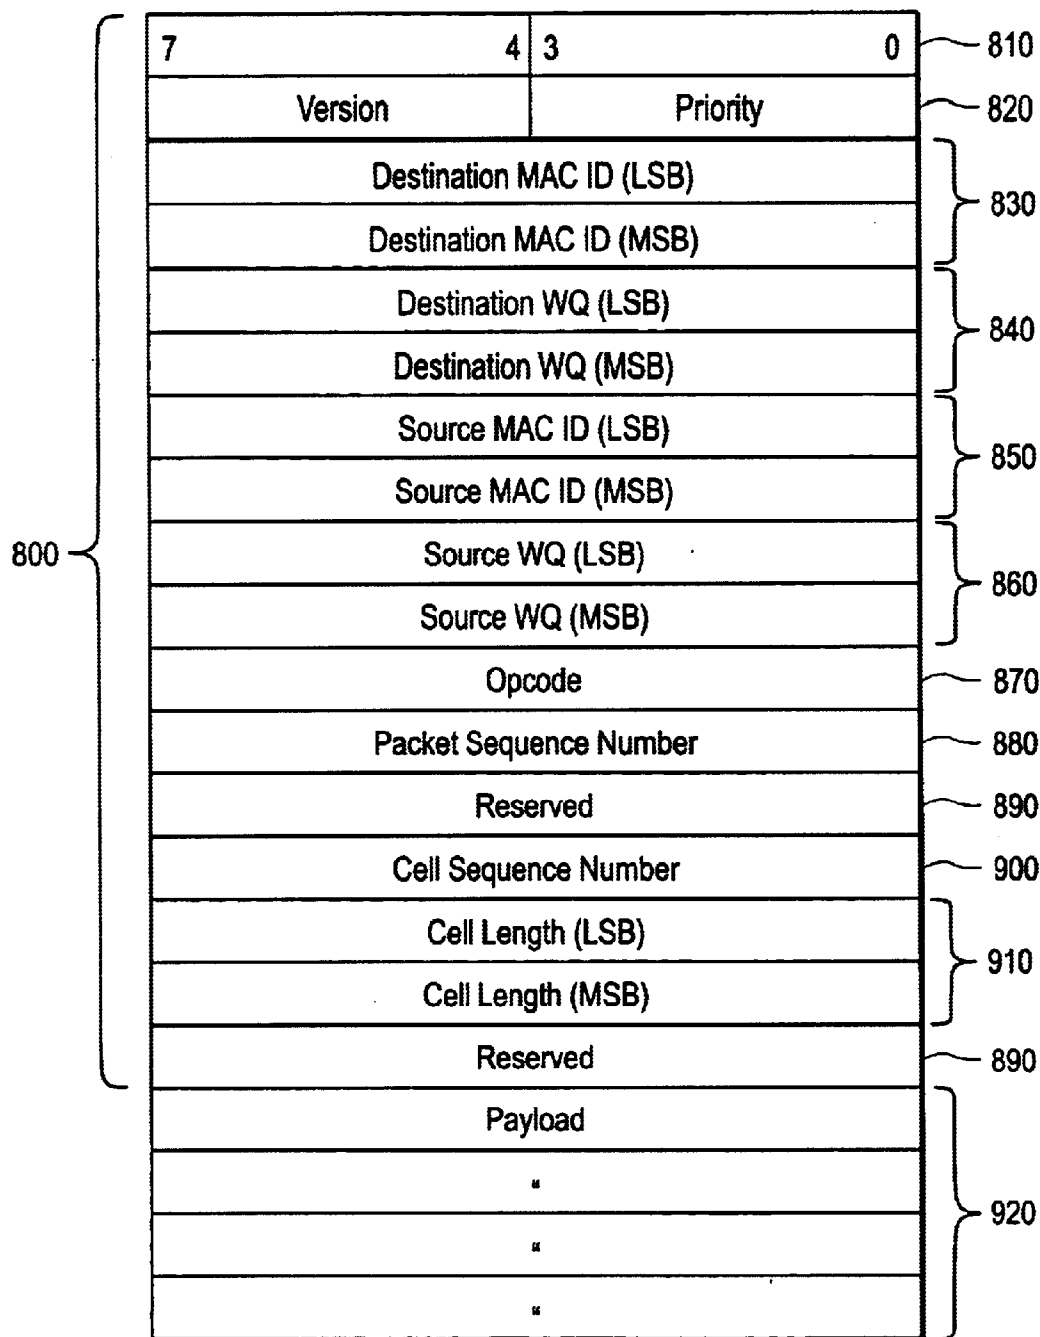 7 4 3 0 810
Version Priority 820
Destination MAC ID (LSB)
830
Destination MAC ID (MSB)
Destination WQ (LSB)
840
Destination WQ (MSB)
Source MAC ID (LSB)
850
Source MAC ID (MSB)
800
Source WQ (LSB)
860
Source WQ (MSB)
Opcode 870
Packet Sequence Number 880
Reserved 890
Cell Sequence Number 900
Cell Length (LSB)
910
Cell Length (MSB)
Reserved 890
Payload
"
920
"
"